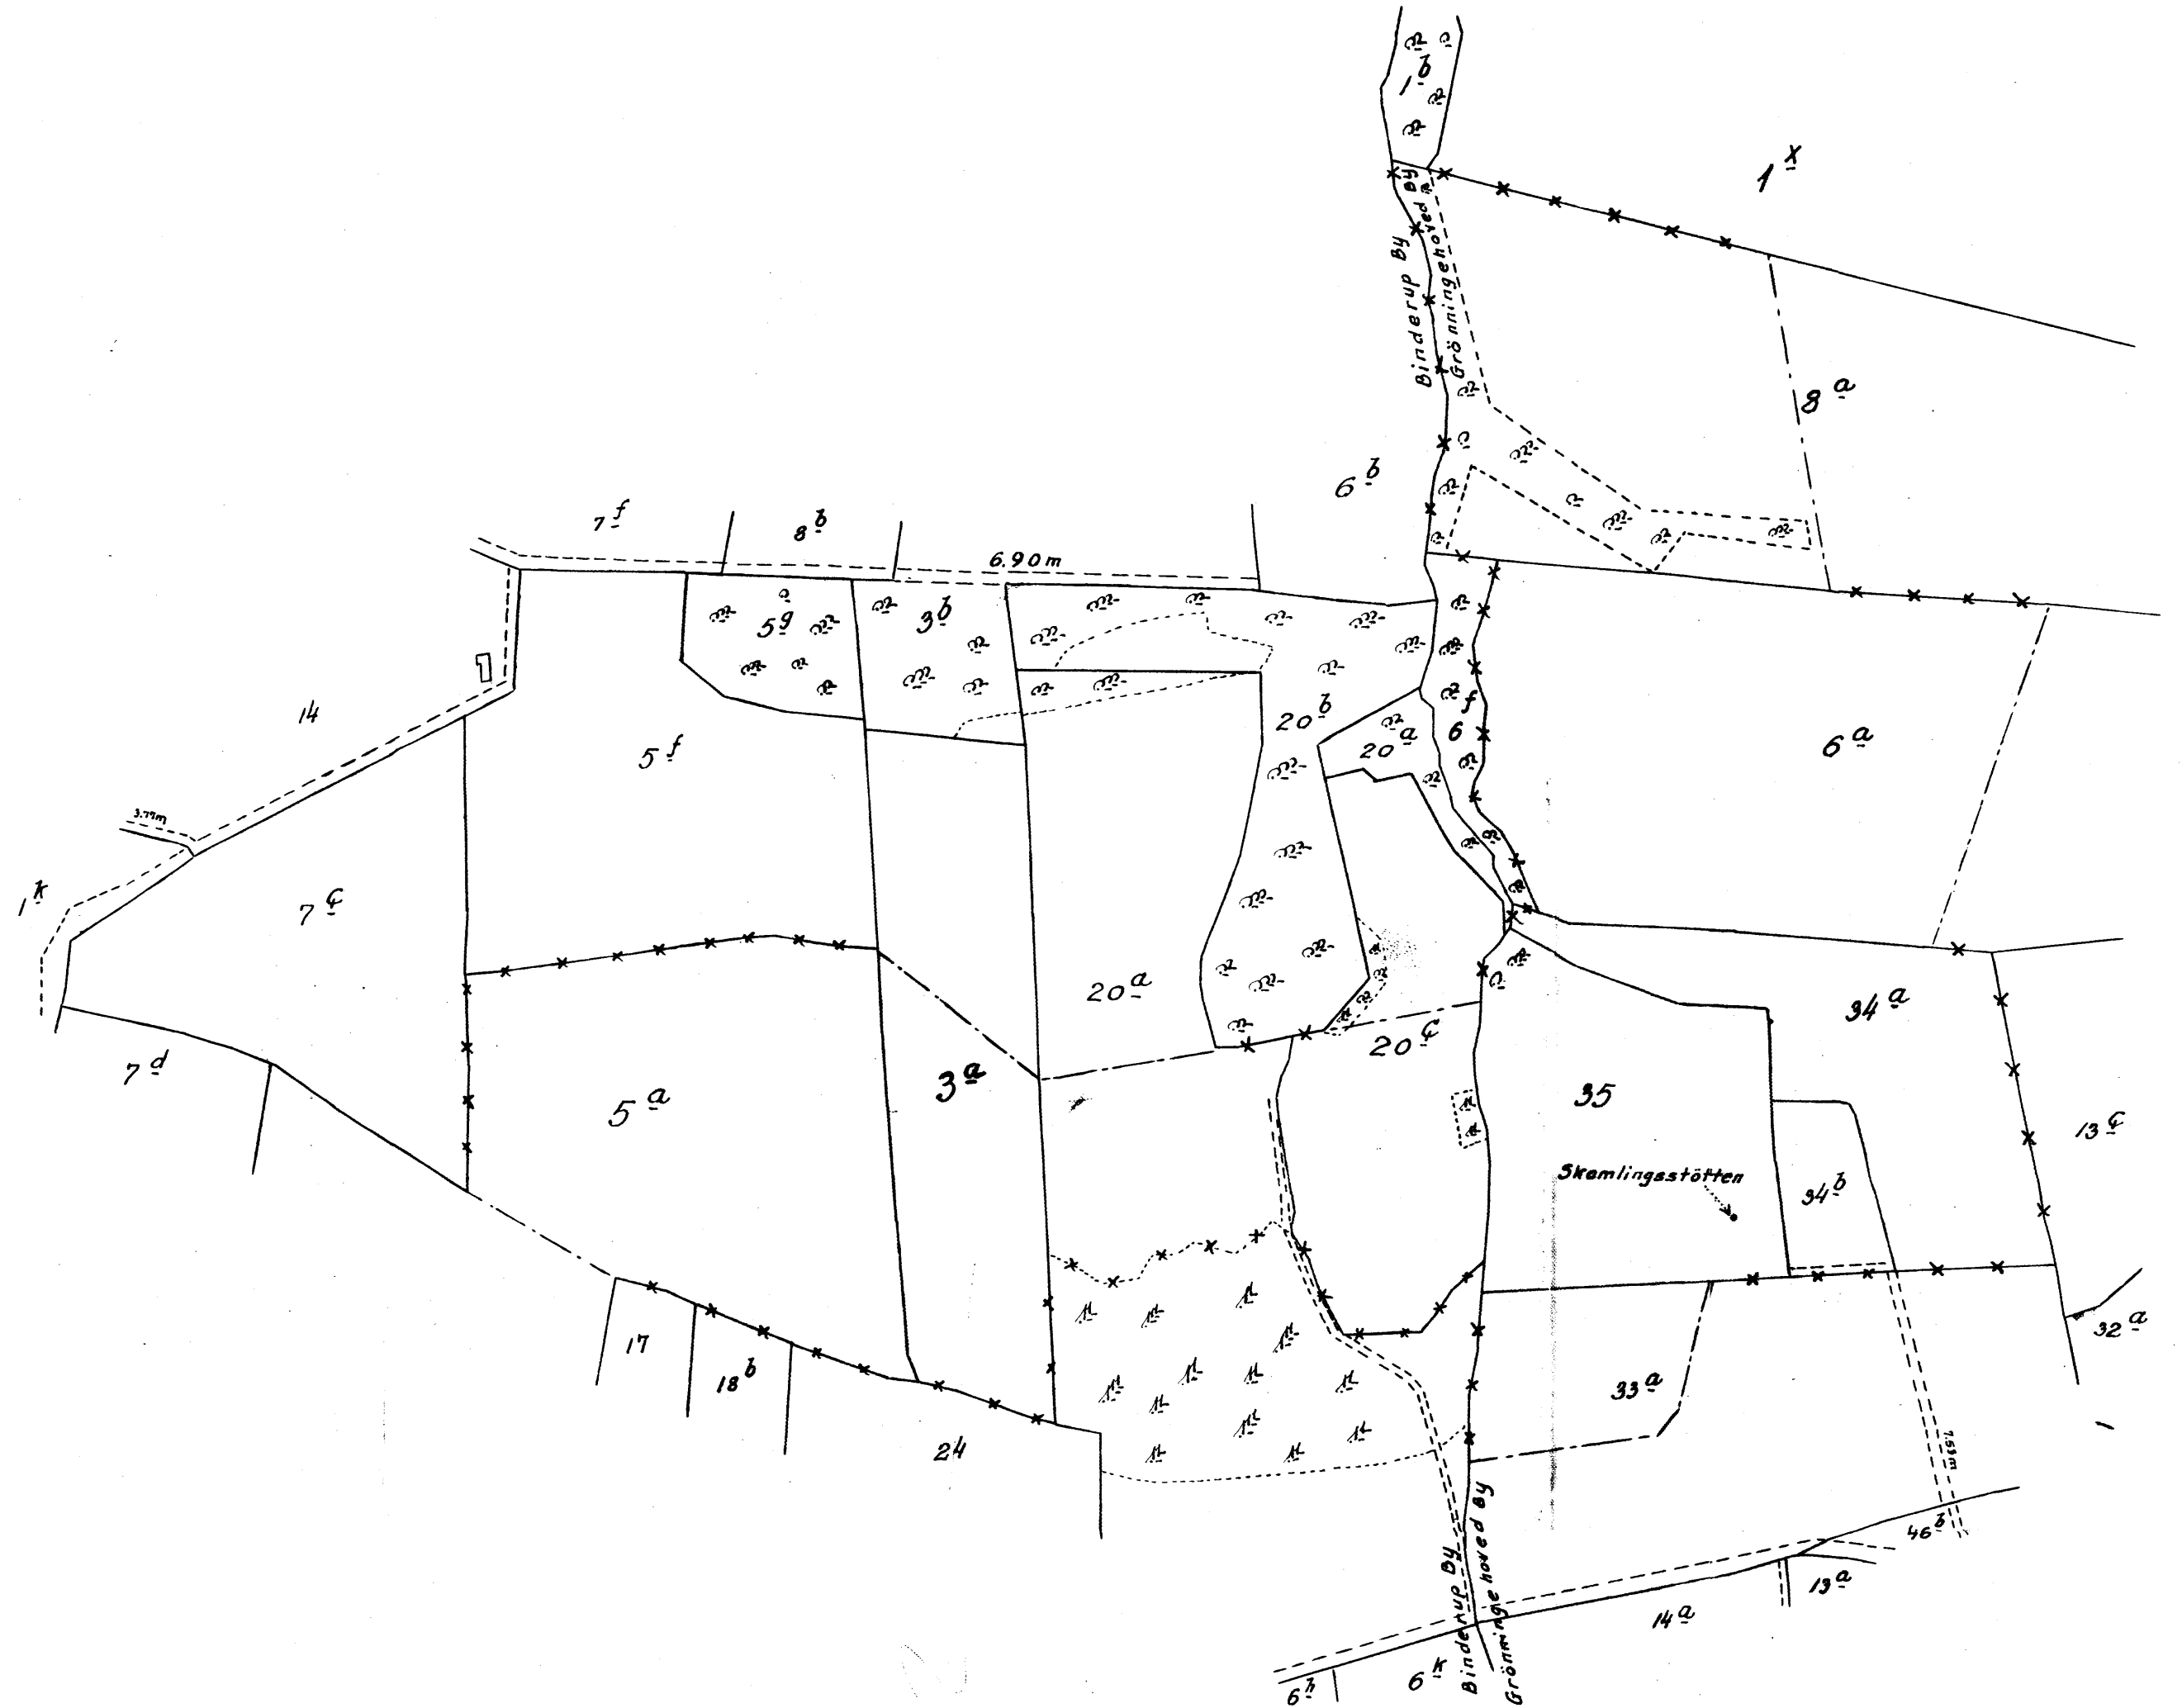 1b
1x
Binderup By
Grönningehoved By
8a
6b
7f
8b
6.90 m
5g
3b
14
20b
20a
6f
6a
5f
3.77m
1k
7c
20a
34a
20c
7d
5a
3a
35
13c
Skamlingsstötten
34b
32a
17
18b
33a
24
7.53m
46b
Binderup By
Grönningehoved By
13a
14a
6k
6h